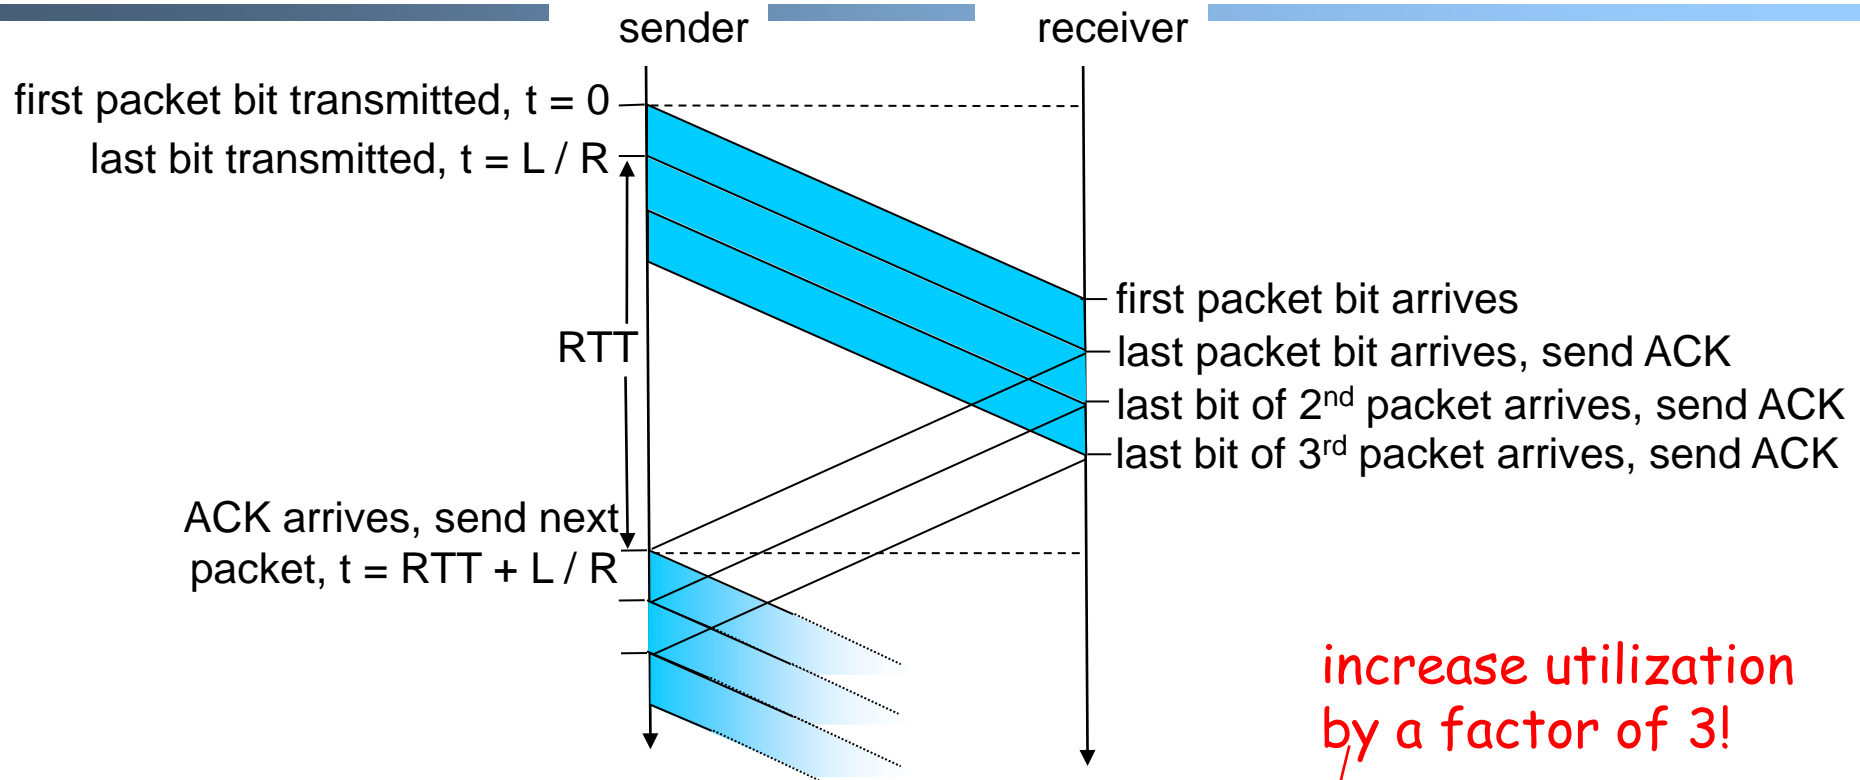 sender
receiver
first packet bit transmitted, t = 0
last bit transmitted, t = L / R
RTT
first packet bit arrives
last packet bit arrives, send ACK
last bit of 2nd packet arrives, send ACK
last bit of 3rd packet arrives, send ACK
ACK arrives, send next
packet, t = RTT + L / R
increase utilization
by a factor of 3!